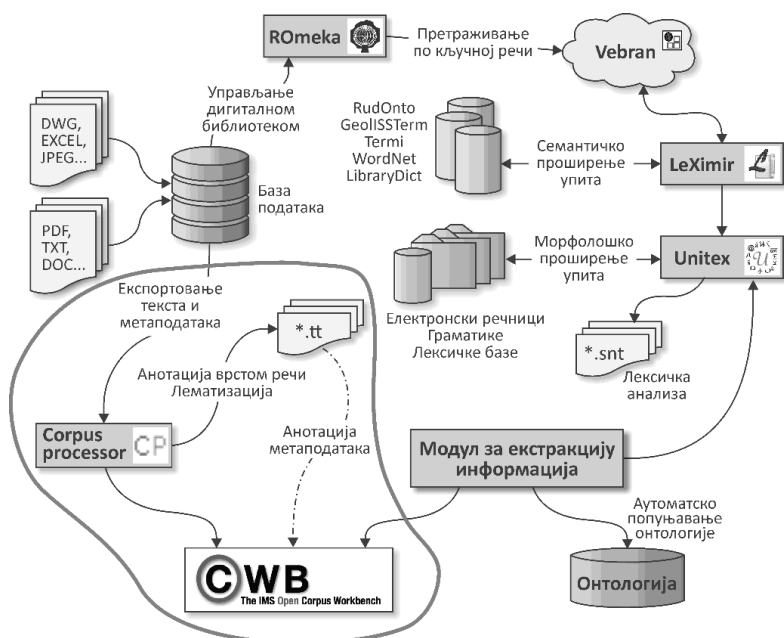 ROmeka
Претраживање
по кључној речи
Vebran
DWG,
EXCEL,
JPEG...
Управљање
дигиталном
библиотеком
RudOnto
GeolISSTerm
Termi
WordNet
LibraryDict
Семантичко
проширење
упита
LeXimir
База
података
PDF,
TXT,
DOC...
Морфолошко
проширење
упита
Unitex
Експортовање
текста и
метаподатака
Електронски речници
Граматике
Лексичке базе
*.tt
*.snt
Лексичка
анализа
Анотација врстом речи
Лематизација
Corpus
processor
CP
Анотација
метаподатака
Модул за екстракцију
информација
Аутоматско
попуњавање
онтологије
CWB
The IMS Open Corpus Workbench
Онтологија